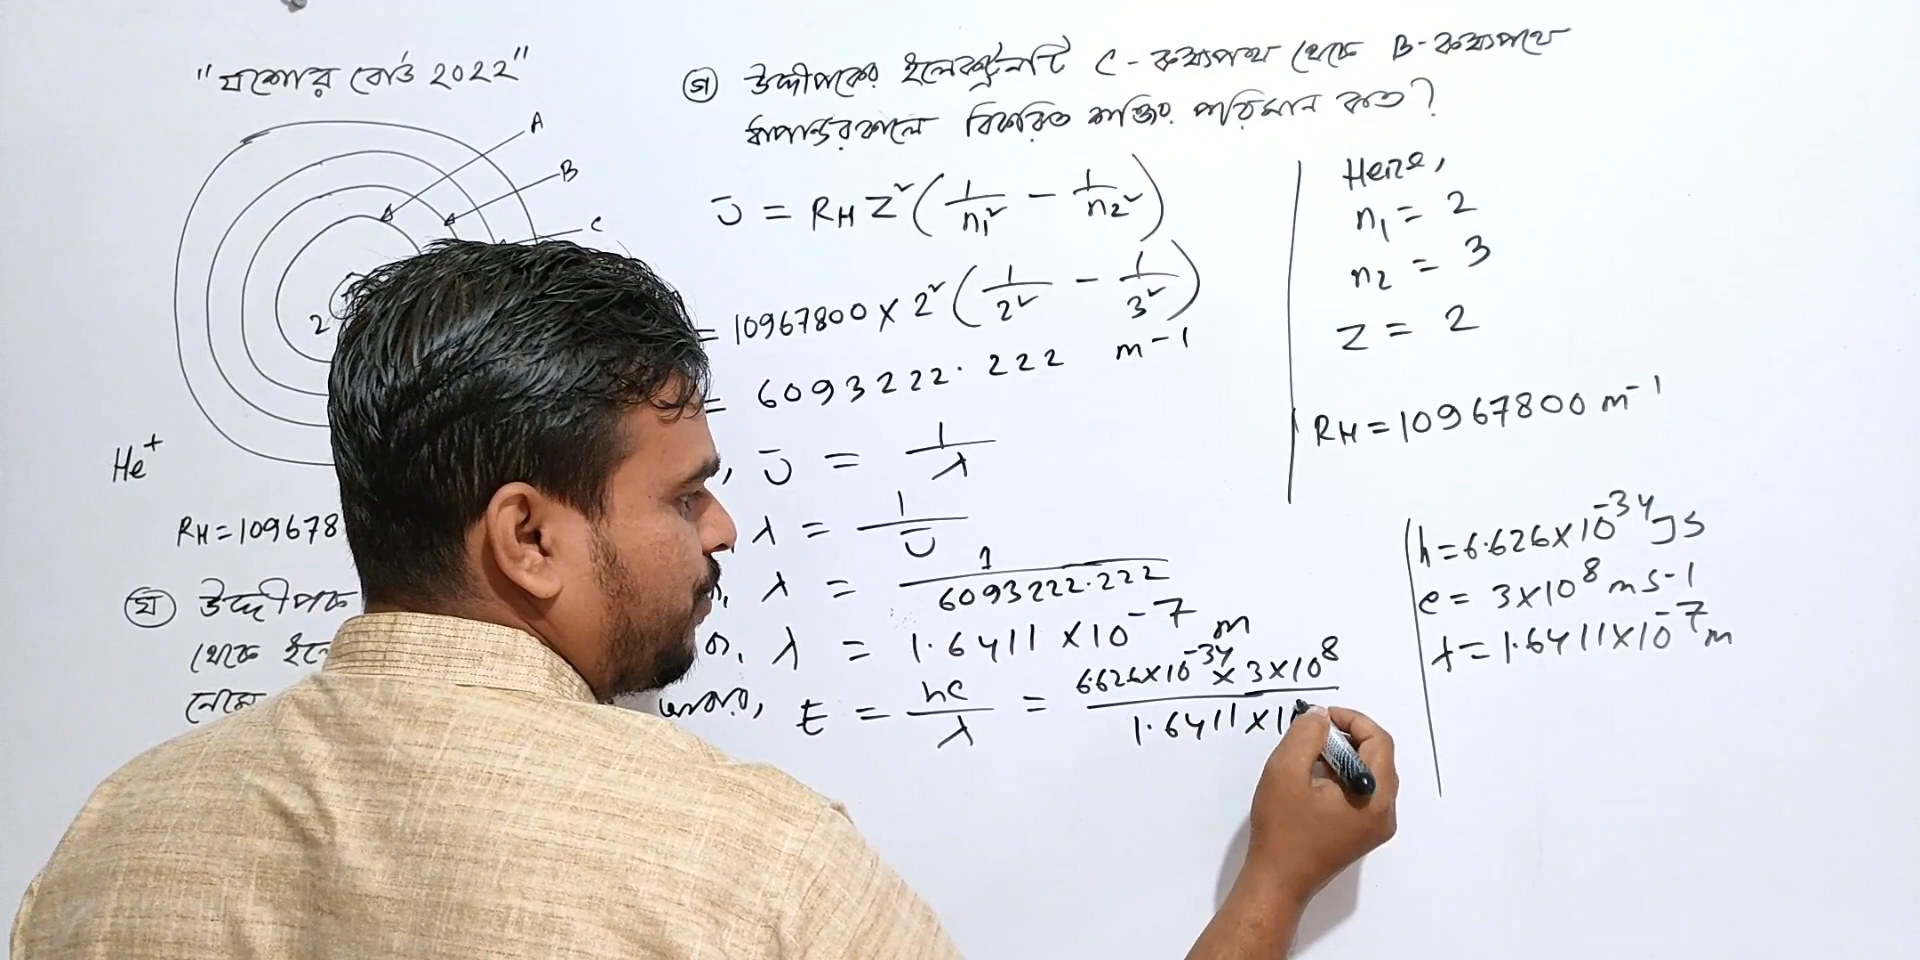 "যশোর বোর্ড ২০২২"
A
B
C
2
He⁺
RH=109678
ঘ উদ্দীপক
থেকে ইলে
নেমে
গ উদ্দীপকের ইলেকট্রনটি C-কক্ষপথ থেকে B-কক্ষপথে
ধাপান্তরকালে বিকিরিত শক্তির পরিমান কত?
ῡ = RH Z² (1/n₁² − 1/n₂²)
= 10967800 × 2² (1/2² − 1/3²)
= 6093222.222 m-1
, ῡ = 1/λ
, λ = 1/ῡ
, λ = 1/6093222.222
, λ = 1.6411 ×10⁻⁷ m
আবার, E = hc/λ = 6.626×10⁻³⁴ × 3×10⁸ / 1.6411×1
Here,
n₁ = 2
n₂ = 3
Z = 2
RH = 10967800 m⁻¹
h = 6.626×10⁻³⁴ Js
c = 3×10⁸ ms-1
λ = 1.6411×10⁻⁷ m